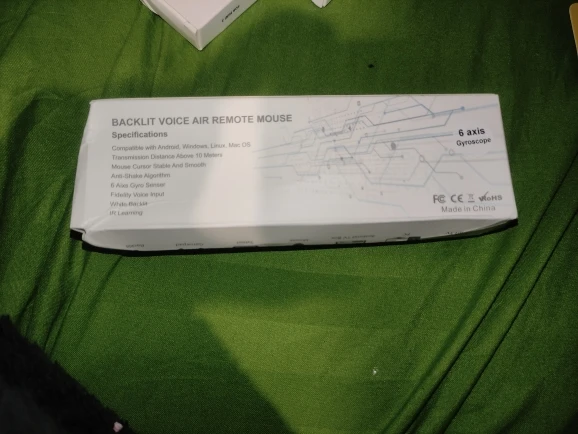 BACKLIT VOICE AIR REMOTE MOUSE
Specifications
Compatible with Android, Windows, Linux, Mac OS
Transmission Distance Above 10 Meters
Mouse Cursor Stable And Smooth
Anti-Shake Algorithm
6 Axis Gyro Sensor
Fidelity Voice Input
White Backlit
IR Learning
6 axis
Gyroscope
FC CE RoHS
Made in China